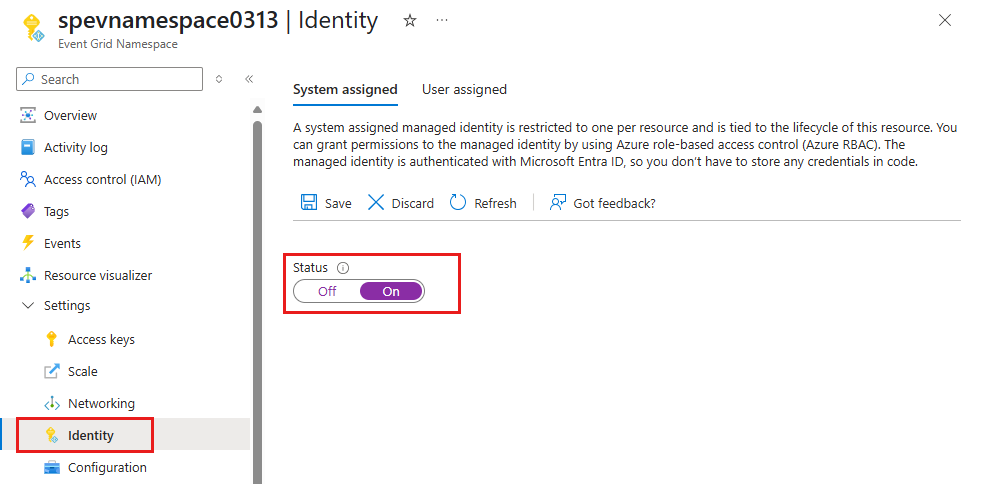 spevnamespace0313 | Identity
Event Grid Namespace
Search
Overview
Activity log
Access control (IAM)
Tags
Events
Resource visualizer
Settings
Access keys
Scale
Networking
Identity
Configuration
System assigned User assigned
A system assigned managed identity is restricted to one per resource and is tied to the lifecycle of this resource. You
can grant permissions to the managed identity by using Azure role-based access control (Azure RBAC). The
managed identity is authenticated with Microsoft Entra ID, so you don’t have to store any credentials in code.
Save Discard Refresh Got feedback?
Status
Off On